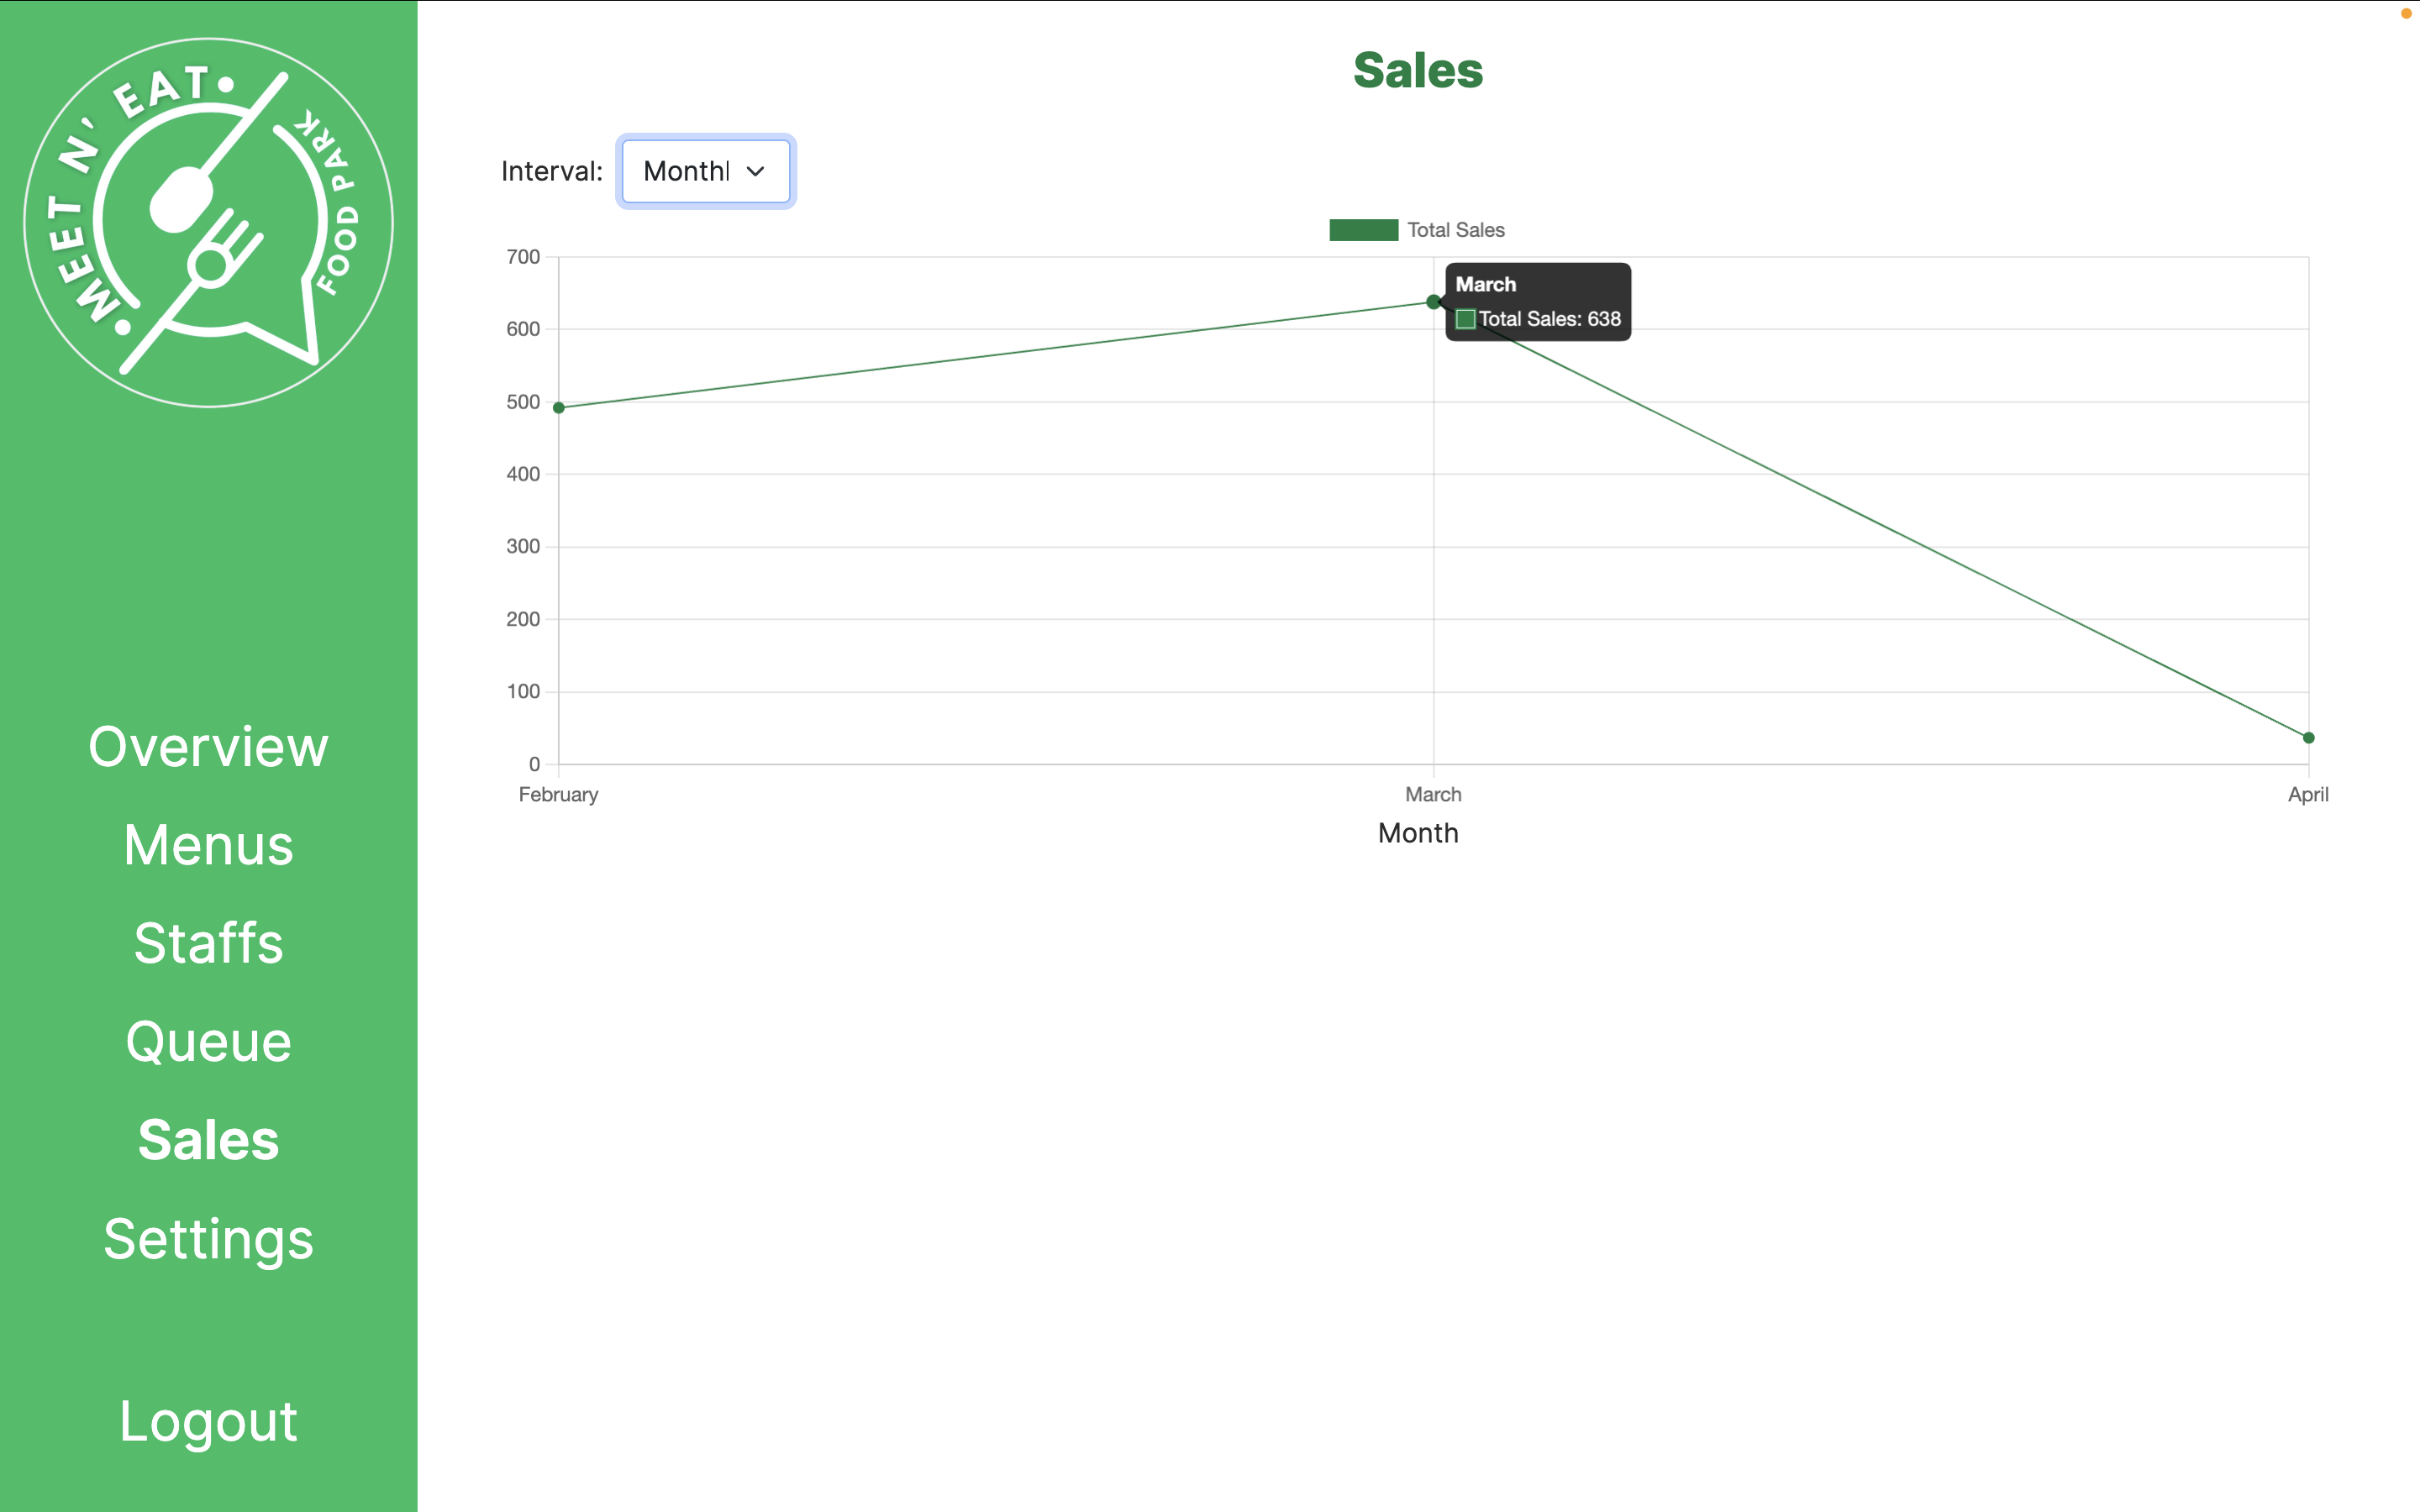 MEET N' EAT
FOOD PARK
Overview
Menus
Staffs
Queue
Sales
Settings
Logout
Sales
Interval: Monthl
Total Sales
700
600
500
400
300
200
100
0
March
Total Sales: 638
February March April
Month